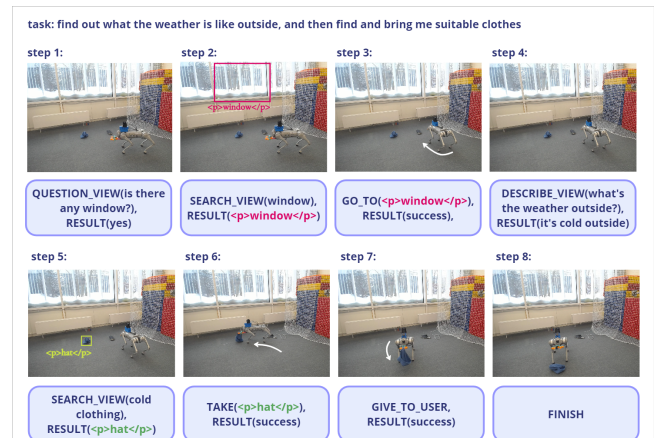 task: find out what the weather is like outside, and then find and bring me suitable clothes
step 1:
step 2:
step 3:
step 4:
<p>window</p>
QUESTION_VIEW(is there
any window?),
RESULT(yes)
SEARCH_VIEW(window),
RESULT(<p>window</p>)
GO_TO(<p>window</p>),
RESULT(success),
DESCRIBE_VIEW(what's
the weather outside?),
RESULT(it's cold outside)
step 5:
step 6:
step 7:
step 8:
<p>hat</p>
SEARCH_VIEW(cold
clothing),
RESULT(<p>hat</p>)
TAKE(<p>hat</p>),
RESULT(success)
GIVE_TO_USER,
RESULT(success)
FINISH